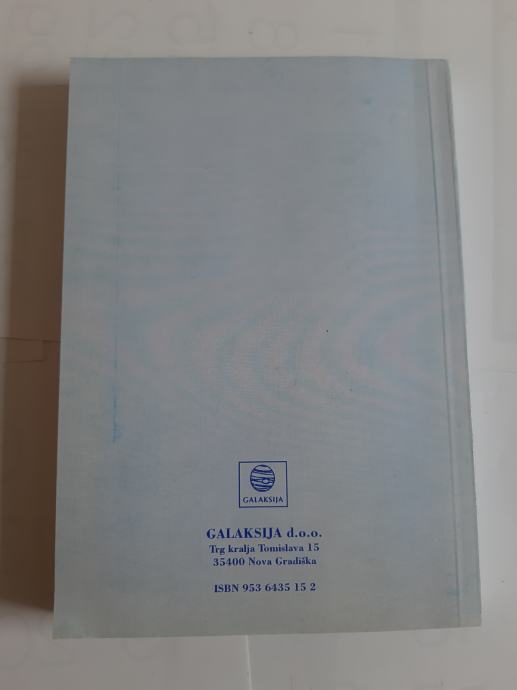 GALAKSIJA
GALAKSIJA d.o.o.
Trg kralja Tomislava 15
35400 Nova Gradiška
ISBN 953 6435 15 2